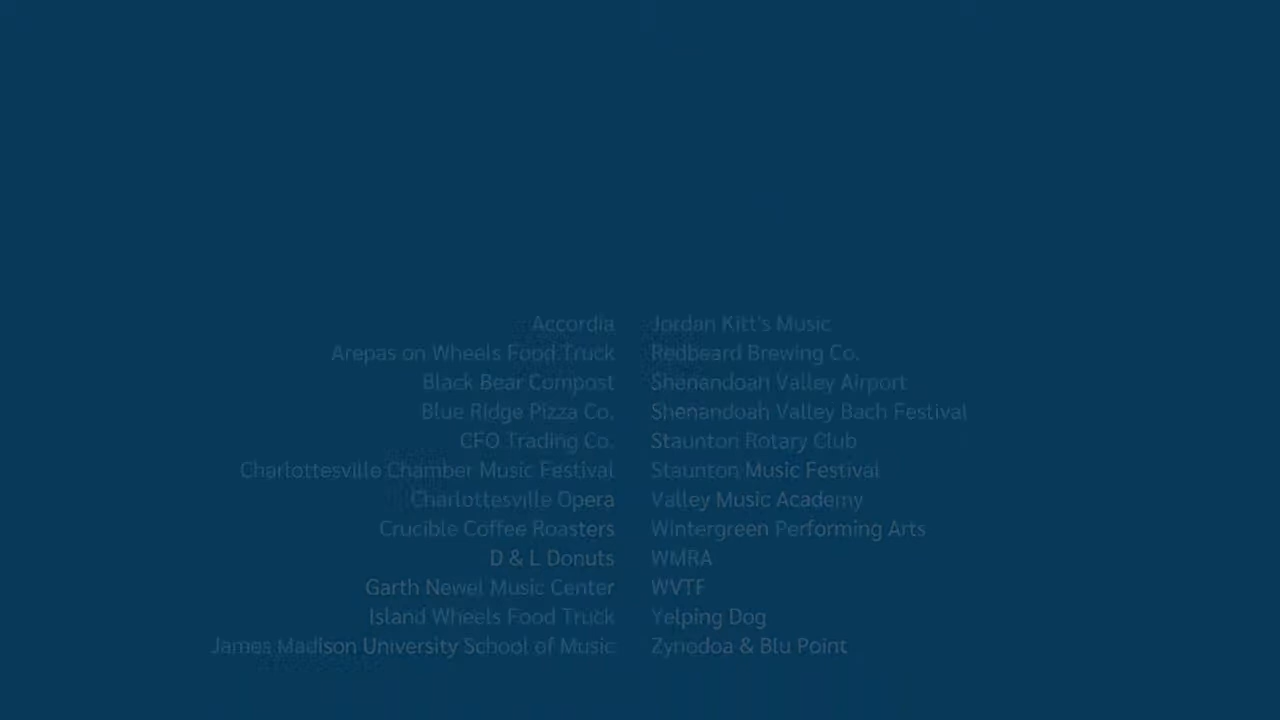 Accordia
Arepas on Wheels Food Truck
Black Bear Compost
Blue Ridge Pizza Co.
CFO Trading Co.
Charlottesville Chamber Music Festival
Charlottesville Opera
Crucible Coffee Roasters
D & L Donuts
Garth Newel Music Center
Island Wheels Food Truck
James Madison University School of Music
Jordan Kitt's Music
Redbeard Brewing Co.
Shenandoah Valley Airport
Shenandoah Valley Bach Festival
Staunton Rotary Club
Staunton Music Festival
Valley Music Academy
Wintergreen Performing Arts
WMRA
WVTF
Yelping Dog
Zynodoa & Blu Point